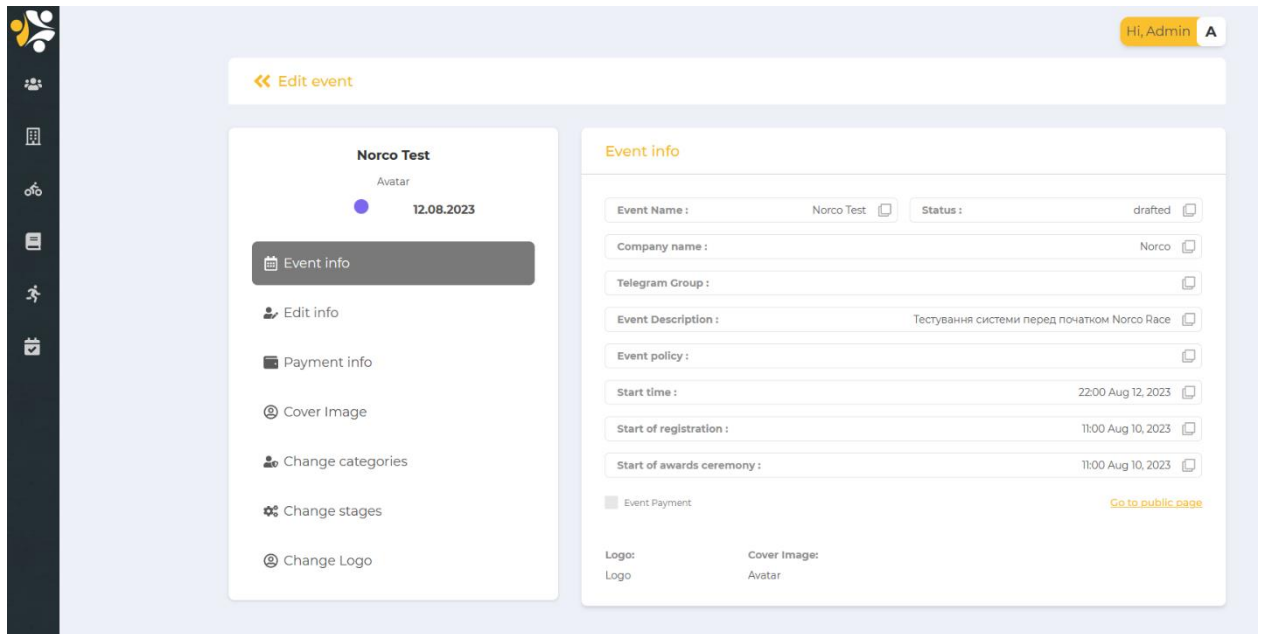 Hi, Admin A
Edit event
Norco Test
Avatar
12.08.2023
Event info
Edit info
Payment info
Cover Image
Change categories
Change stages
Change Logo
Event info
Event Name : Norco Test
Status : drafted
Company name : Norco
Telegram Group :
Event Description : Тестування системи перед початком Norco Race
Event policy :
Start time : 22:00 Aug 12, 2023
Start of registration : 11:00 Aug 10, 2023
Start of awards ceremony : 11:00 Aug 10, 2023
Event Payment
Go to public page
Logo: Cover Image:
Logo Avatar